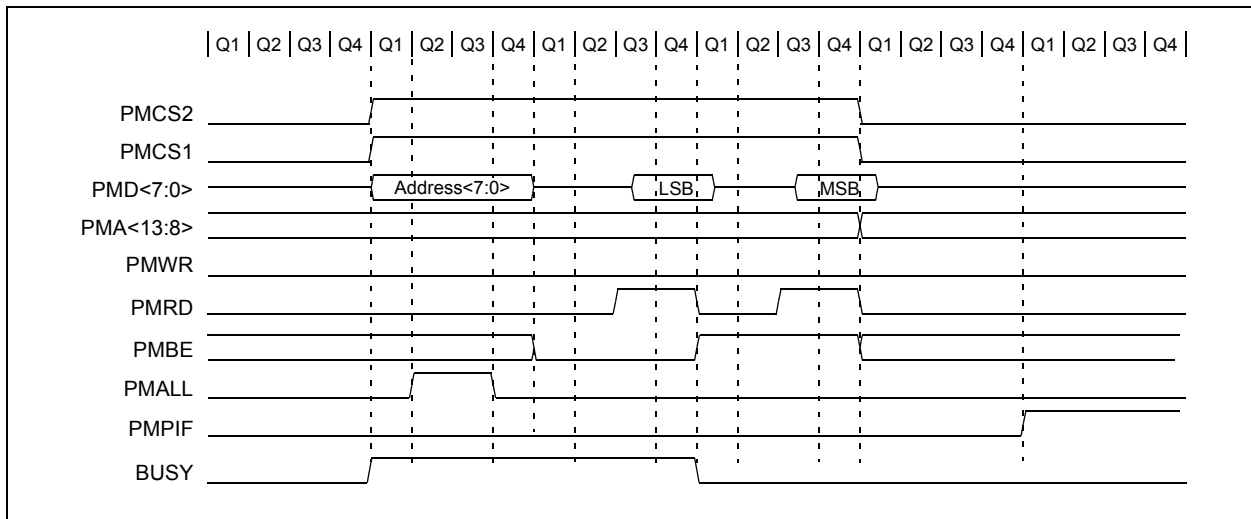 Q1 Q2 Q3 Q4 Q1 Q2 Q3 Q4 Q1 Q2 Q3 Q4 Q1 Q2 Q3 Q4 Q1 Q2 Q3 Q4 Q1 Q2 Q3 Q4
PMCS2
PMCS1
PMD<7:0> Address<7:0> LSB MSB
PMA<13:8>
PMWR
PMRD
PMBE
PMALL
PMPIF
BUSY